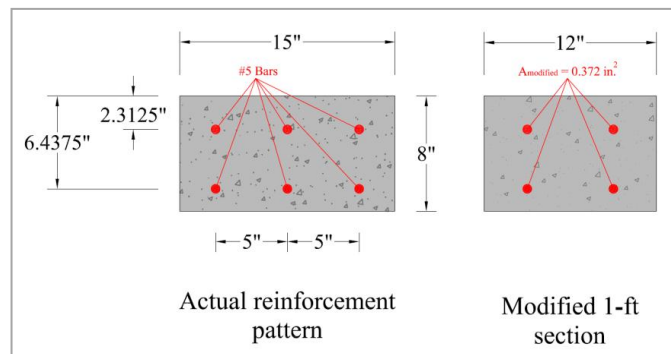 15"
12"
#5 Bars
Amodified = 0.372 in.²
2.3125"
6.4375"
8"
5"
5"
Actual reinforcement
pattern
Modified 1-ft
section